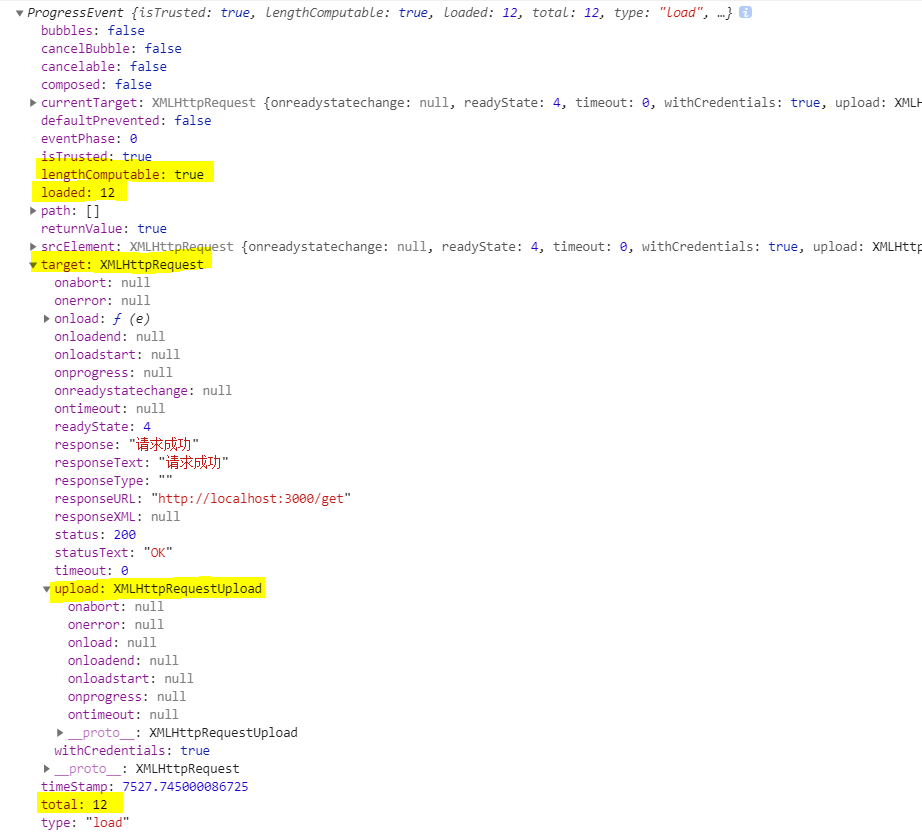 ProgressEvent {isTrusted: true, lengthComputable: true, loaded: 12, total: 12, type: "load", …}
bubbles: false
cancelBubble: false
cancelable: false
composed: false
currentTarget: XMLHttpRequest {onreadystatechange: null, readyState: 4, timeout: 0, withCredentials: true, upload: XMLH
defaultPrevented: false
eventPhase: 0
isTrusted: true
lengthComputable: true
loaded: 12
path: []
returnValue: true
srcElement: XMLHttpRequest {onreadystatechange: null, readyState: 4, timeout: 0, withCredentials: true, upload: XMLHttp
target: XMLHttpRequest
onabort: null
onerror: null
onload: ƒ (e)
onloadend: null
onloadstart: null
onprogress: null
onreadystatechange: null
ontimeout: null
readyState: 4
response: "请求成功"
responseText: "请求成功"
responseType: ""
responseURL: "http://localhost:3000/get"
responseXML: null
status: 200
statusText: "OK"
timeout: 0
upload: XMLHttpRequestUpload
onabort: null
onerror: null
onload: null
onloadend: null
onloadstart: null
onprogress: null
ontimeout: null
__proto__: XMLHttpRequestUpload
withCredentials: true
__proto__: XMLHttpRequest
timeStamp: 7527.745000086725
total: 12
type: "load"